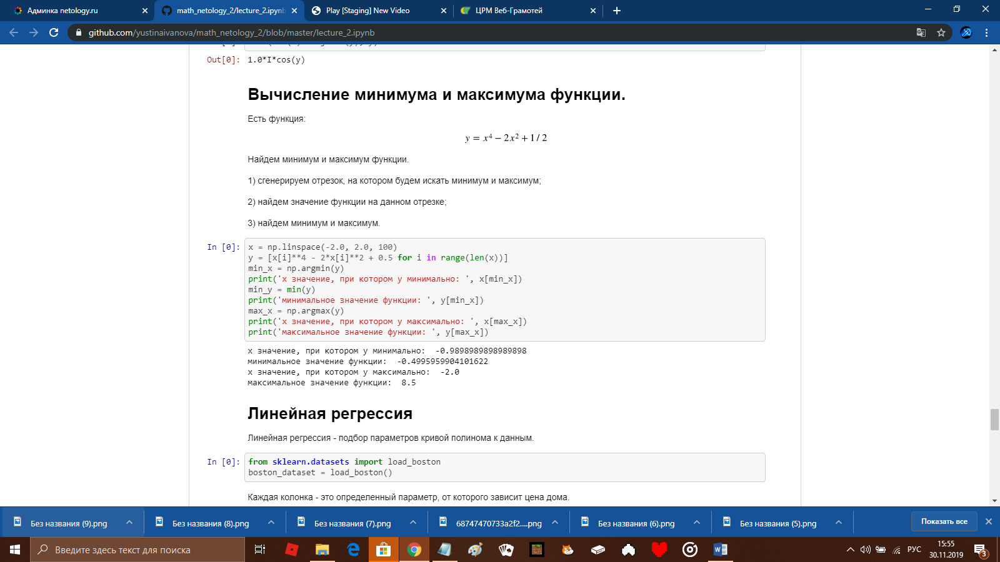 Админка netology.ru
math_netology_2/lecture_2.ipynb
Play [Staging] New Video
ЦРМ Веб-Грамотей
github.com/yustinaivanova/math_netology_2/blob/master/lecture_2.ipynb
Out[0]: 1.0*I*cos(y)
Вычисление минимума и максимума функции.
Есть функция:
y = x⁴ − 2x² + 1 / 2
Найдем минимум и максимум функции.
1) сгенерируем отрезок, на котором будем искать минимум и максимум;
2) найдем значение функции на данном отрезке;
3) найдем минимум и максимум.
In [0]: x = np.linspace(-2.0, 2.0, 100)
y = [x[i]**4 - 2*x[i]**2 + 0.5 for i in range(len(x))]
min_x = np.argmin(y)
print('x значение, при котором y минимально: ', x[min_x])
min_y = min(y)
print('минимальное значение функции: ', y[min_x])
max_x = np.argmax(y)
print('x значение, при котором y максимально: ', x[max_x])
print('максимальное значение функции: ', y[max_x])
x значение, при котором y минимально:  -0.9898989898989898
минимальное значение функции:  -0.4995959904101622
x значение, при котором y максимально:  -2.0
максимальное значение функции:  8.5
Линейная регрессия
Линейная регрессия - подбор параметров кривой полинома к данным.
In [0]: from sklearn.datasets import load_boston
boston_dataset = load_boston()
Каждая колонка - это определенный параметр, от которого зависит цена дома.
Без названия (9).png
Без названия (8).png
Без названия (7).png
68747470733a2f2....png
Без названия (6).png
Без названия (5).png
Показать все
Введите здесь текст для поиска
РУС
15:55
30.11.2019
3